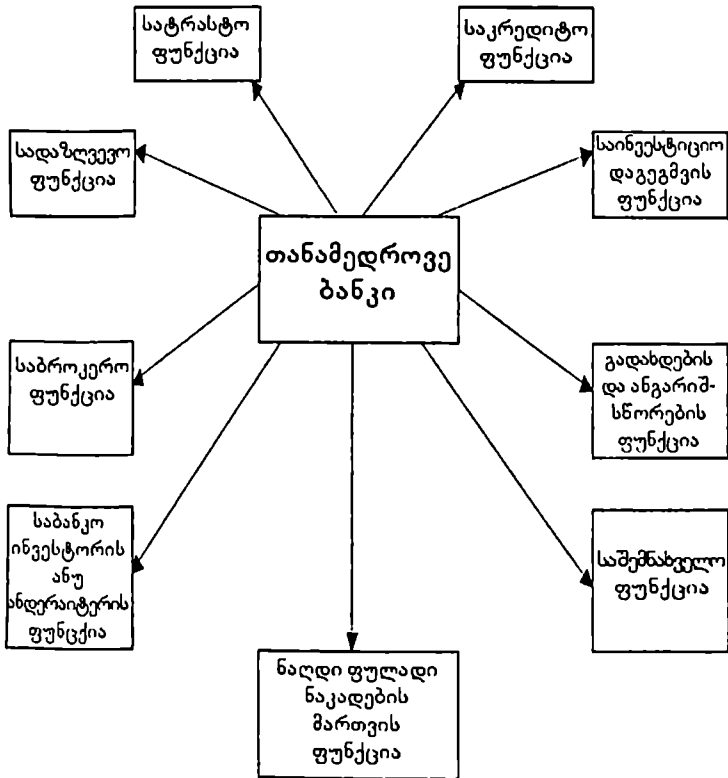 სატრასტო
ფუნქცია
საკრედიტო
ფუნქცია
სადაზღვევო
ფუნქცია
საინვესტიციო
დაგეგმვის
ფუნქცია
თანამედროვე
ბანკი
საბროკერო
ფუნქცია
გადახდების
და ანგარიშ-
სწორების
ფუნქცია
საბანკო
ინვესტორის
ანუ
ანდერაიტერის
ფუნცქია
საშემნახველო
ფუნქცია
ნაღდი ფულადი
ნაკადების
მართვის
ფუნქცია